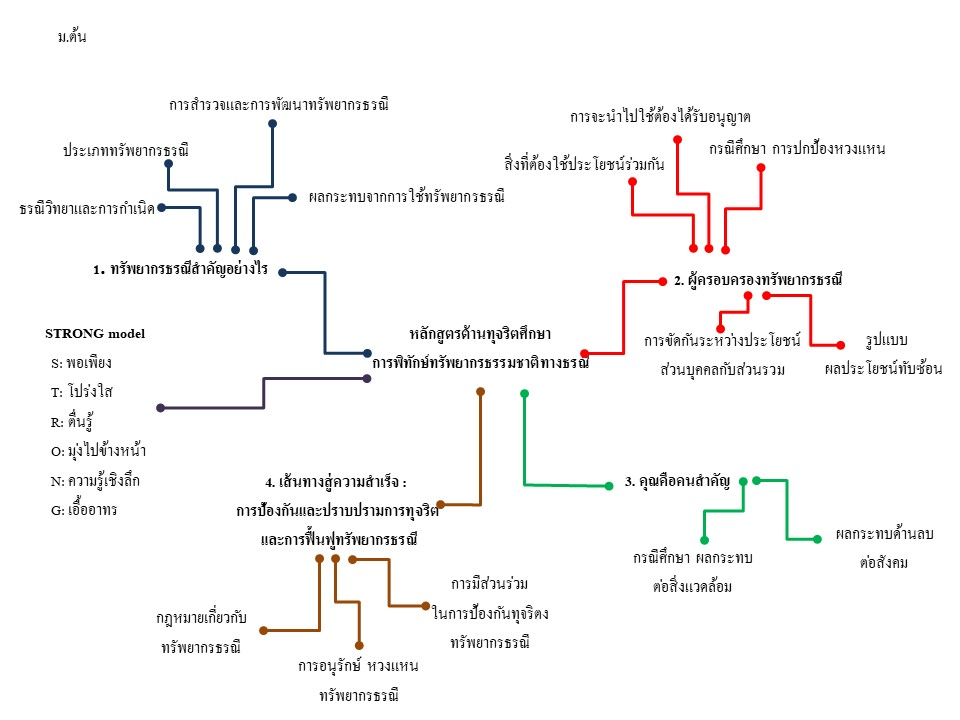 ม.ต้น
การสำรวจและการพัฒนาทรัพยากรธรณี
ประเภททรัพยากรธรณี
ธรณีวิทยาและการกำเนิด
ผลกระทบจากการใช้ทรัพยากรธรณี
1. ทรัพยากรธรณีสำคัญอย่างไร
การจะนำไปใช้ต้องได้รับอนุญาต
สิ่งที่ต้องใช้ประโยชน์ร่วมกัน
กรณีศึกษา การปกป้องหวงแหน
2. ผู้ครอบครองทรัพยากรธรณี
การขัดกันระหว่างประโยชน์
ส่วนบุคคลกับส่วนรวม
รูปแบบ
ผลประโยชน์ทับซ้อน
หลักสูตรต้านทุจริตศึกษา
การพิทักษ์ทรัพยากรธรรมชาติทางธรณี
STRONG model
S: พอเพียง
T: โปร่งใส
R: ตื่นรู้
O: มุ่งไปข้างหน้า
N: ความรู้เชิงลึก
G: เอื้ออาทร
4. เส้นทางสู่ความสำเร็จ :
การป้องกันและปราบปรามการทุจริต
และการฟื้นฟูทรัพยากรธรณี
กฎหมายเกี่ยวกับ
ทรัพยากรธรณี
การอนุรักษ์ หวงแหน
ทรัพยากรธรณี
การมีส่วนร่วม
ในการป้องกันทุจริตง
ทรัพยากรธรณี
3. คุณคือคนสำคัญ
กรณีศึกษา ผลกระทบ
ต่อสิ่งแวดล้อม
ผลกระทบด้านลบ
ต่อสังคม